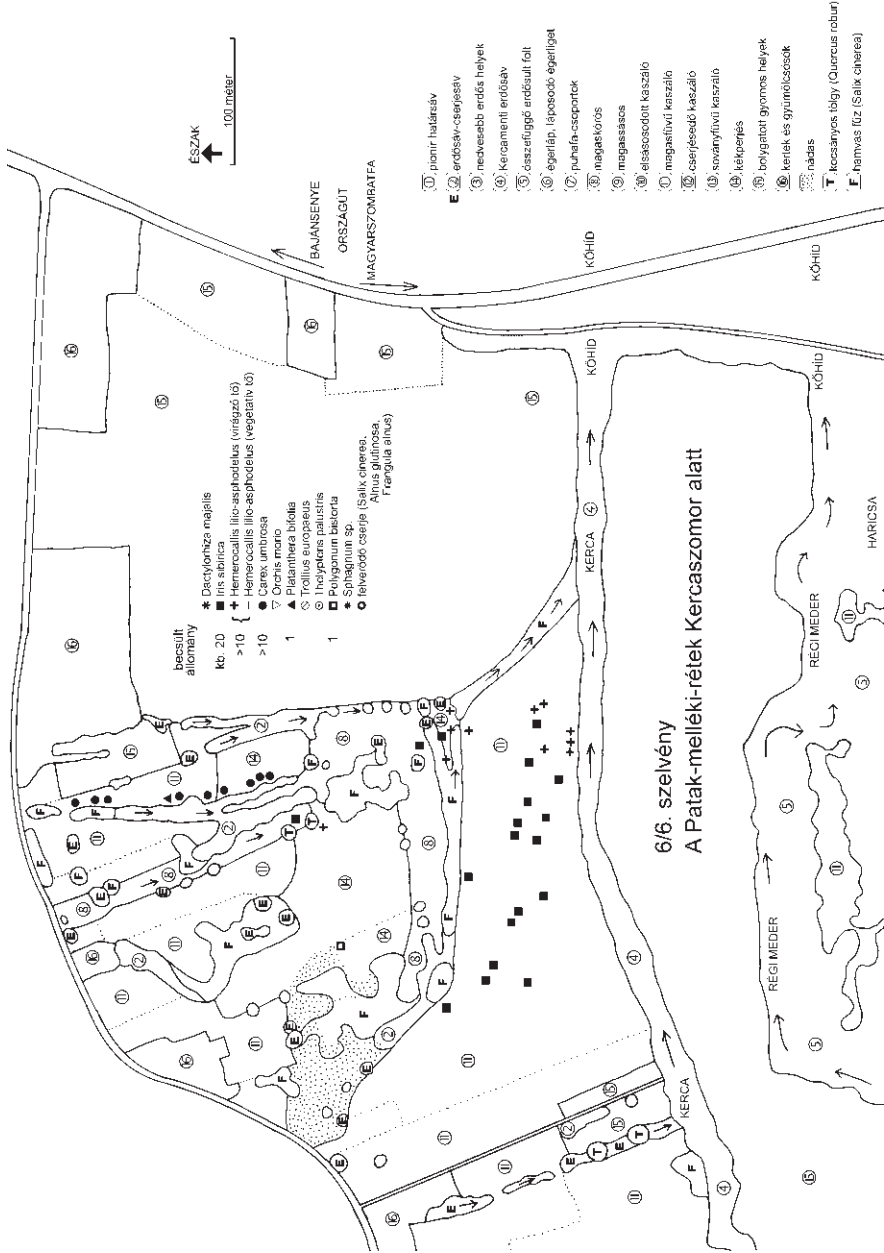 6/6. szelvény
A Patak-melléki-rétek Kercaszomor alatt
ÉSZAK
100 méter
BAJÁNSENYE
ORSZÁGÚT
MAGYARSZOMBATFA
① pionír határsáv
E ② erdősáv-cserjesáv
③ nedvesebb erdős helyek
④ Kercamenti erdősáv
⑤ összefüggő erdősült folt
⑥ égerláp, láposodó égerliget
⑦ puhafa-csoportok
⑧ magaskórós
⑨ magassásos
⑩ elsásosodott kaszáló
⑪ magasfüvű kaszáló
⑫ cserjésedő kaszáló
⑬ soványfüvű kaszáló
⑭ kékperjés
⑮ bolygatott gyomos helyek
⑯ kertek és gyümölcsösök
nádas
T kocsányos tölgy (Quercus robur)
F hamvas fűz (Salix cinerea)
becsült
állomány
✱ Dactylorhiza majalis
kb. 20 ■ Iris sibirica
>10 { ✚ Hemerocallis lilio-asphodelus (virágzó tő)
– Hemerocallis lilio-asphodelus (vegetatív tő)
>10 ● Carex umbrosa
▽ Orchis morio
1 ▲ Platanthera bifolia
Trollius europaeus
⊙ Thelypteris palustris
1 Polygonum bistorta
Sphagnum sp.
felverődő cserje (Salix cinerea,
Alnus glutinosa,
Frangula alnus)
KŐHÍD
KŐHÍD
KŐHÍD
KŐHÍD
KERCA
KERCA
RÉGI MEDER
RÉGI MEDER
HARICSA